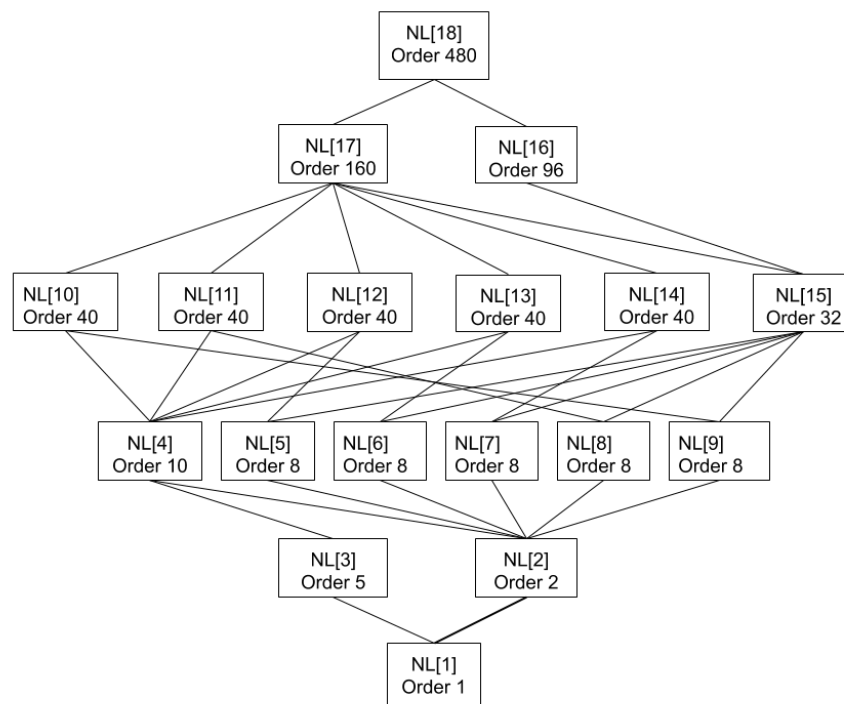 NL[18]
Order 480
NL[17]
Order 160
NL[16]
Order 96
NL[10]
Order 40
NL[11]
Order 40
NL[12]
Order 40
NL[13]
Order 40
NL[14]
Order 40
NL[15]
Order 32
NL[4]
Order 10
NL[5]
Order 8
NL[6]
Order 8
NL[7]
Order 8
NL[8]
Order 8
NL[9]
Order 8
NL[3]
Order 5
NL[2]
Order 2
NL[1]
Order 1